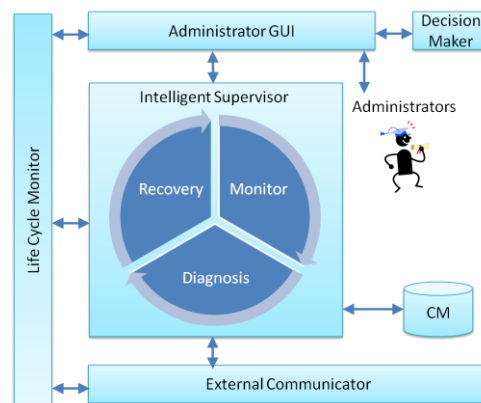 Administrator GUI
Decision
Maker
Intelligent Supervisor
Administrators
Life Cycle Monitor
Recovery
Monitor
Diagnosis
CM
External Communicator